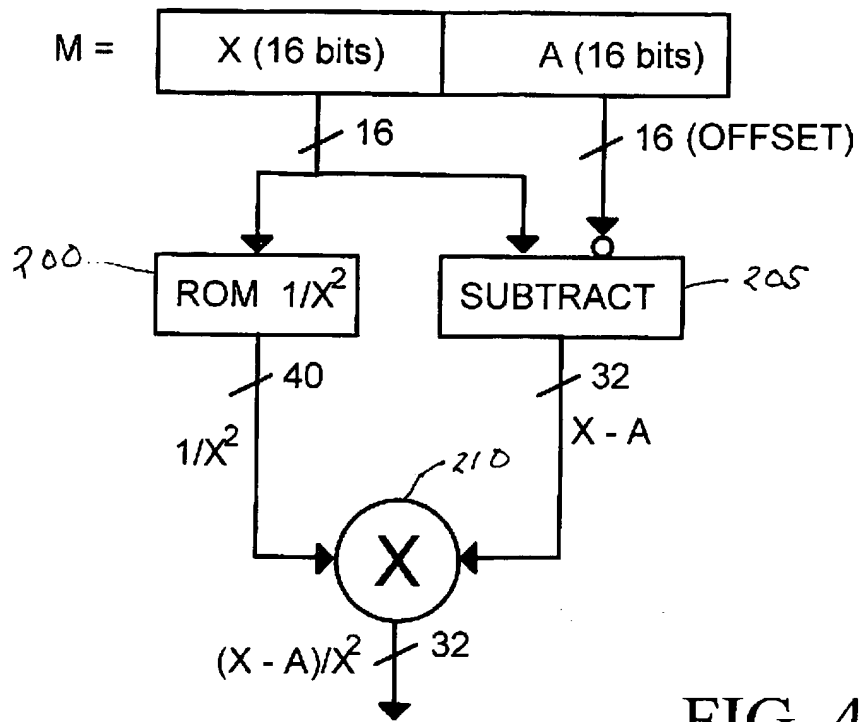 M =
X (16 bits)
A (16 bits)
16
16 (OFFSET)
200
ROM 1/X²
SUBTRACT
205
40
32
1/X²
X - A
210
X
(X - A)/X²
32
FIG. 4